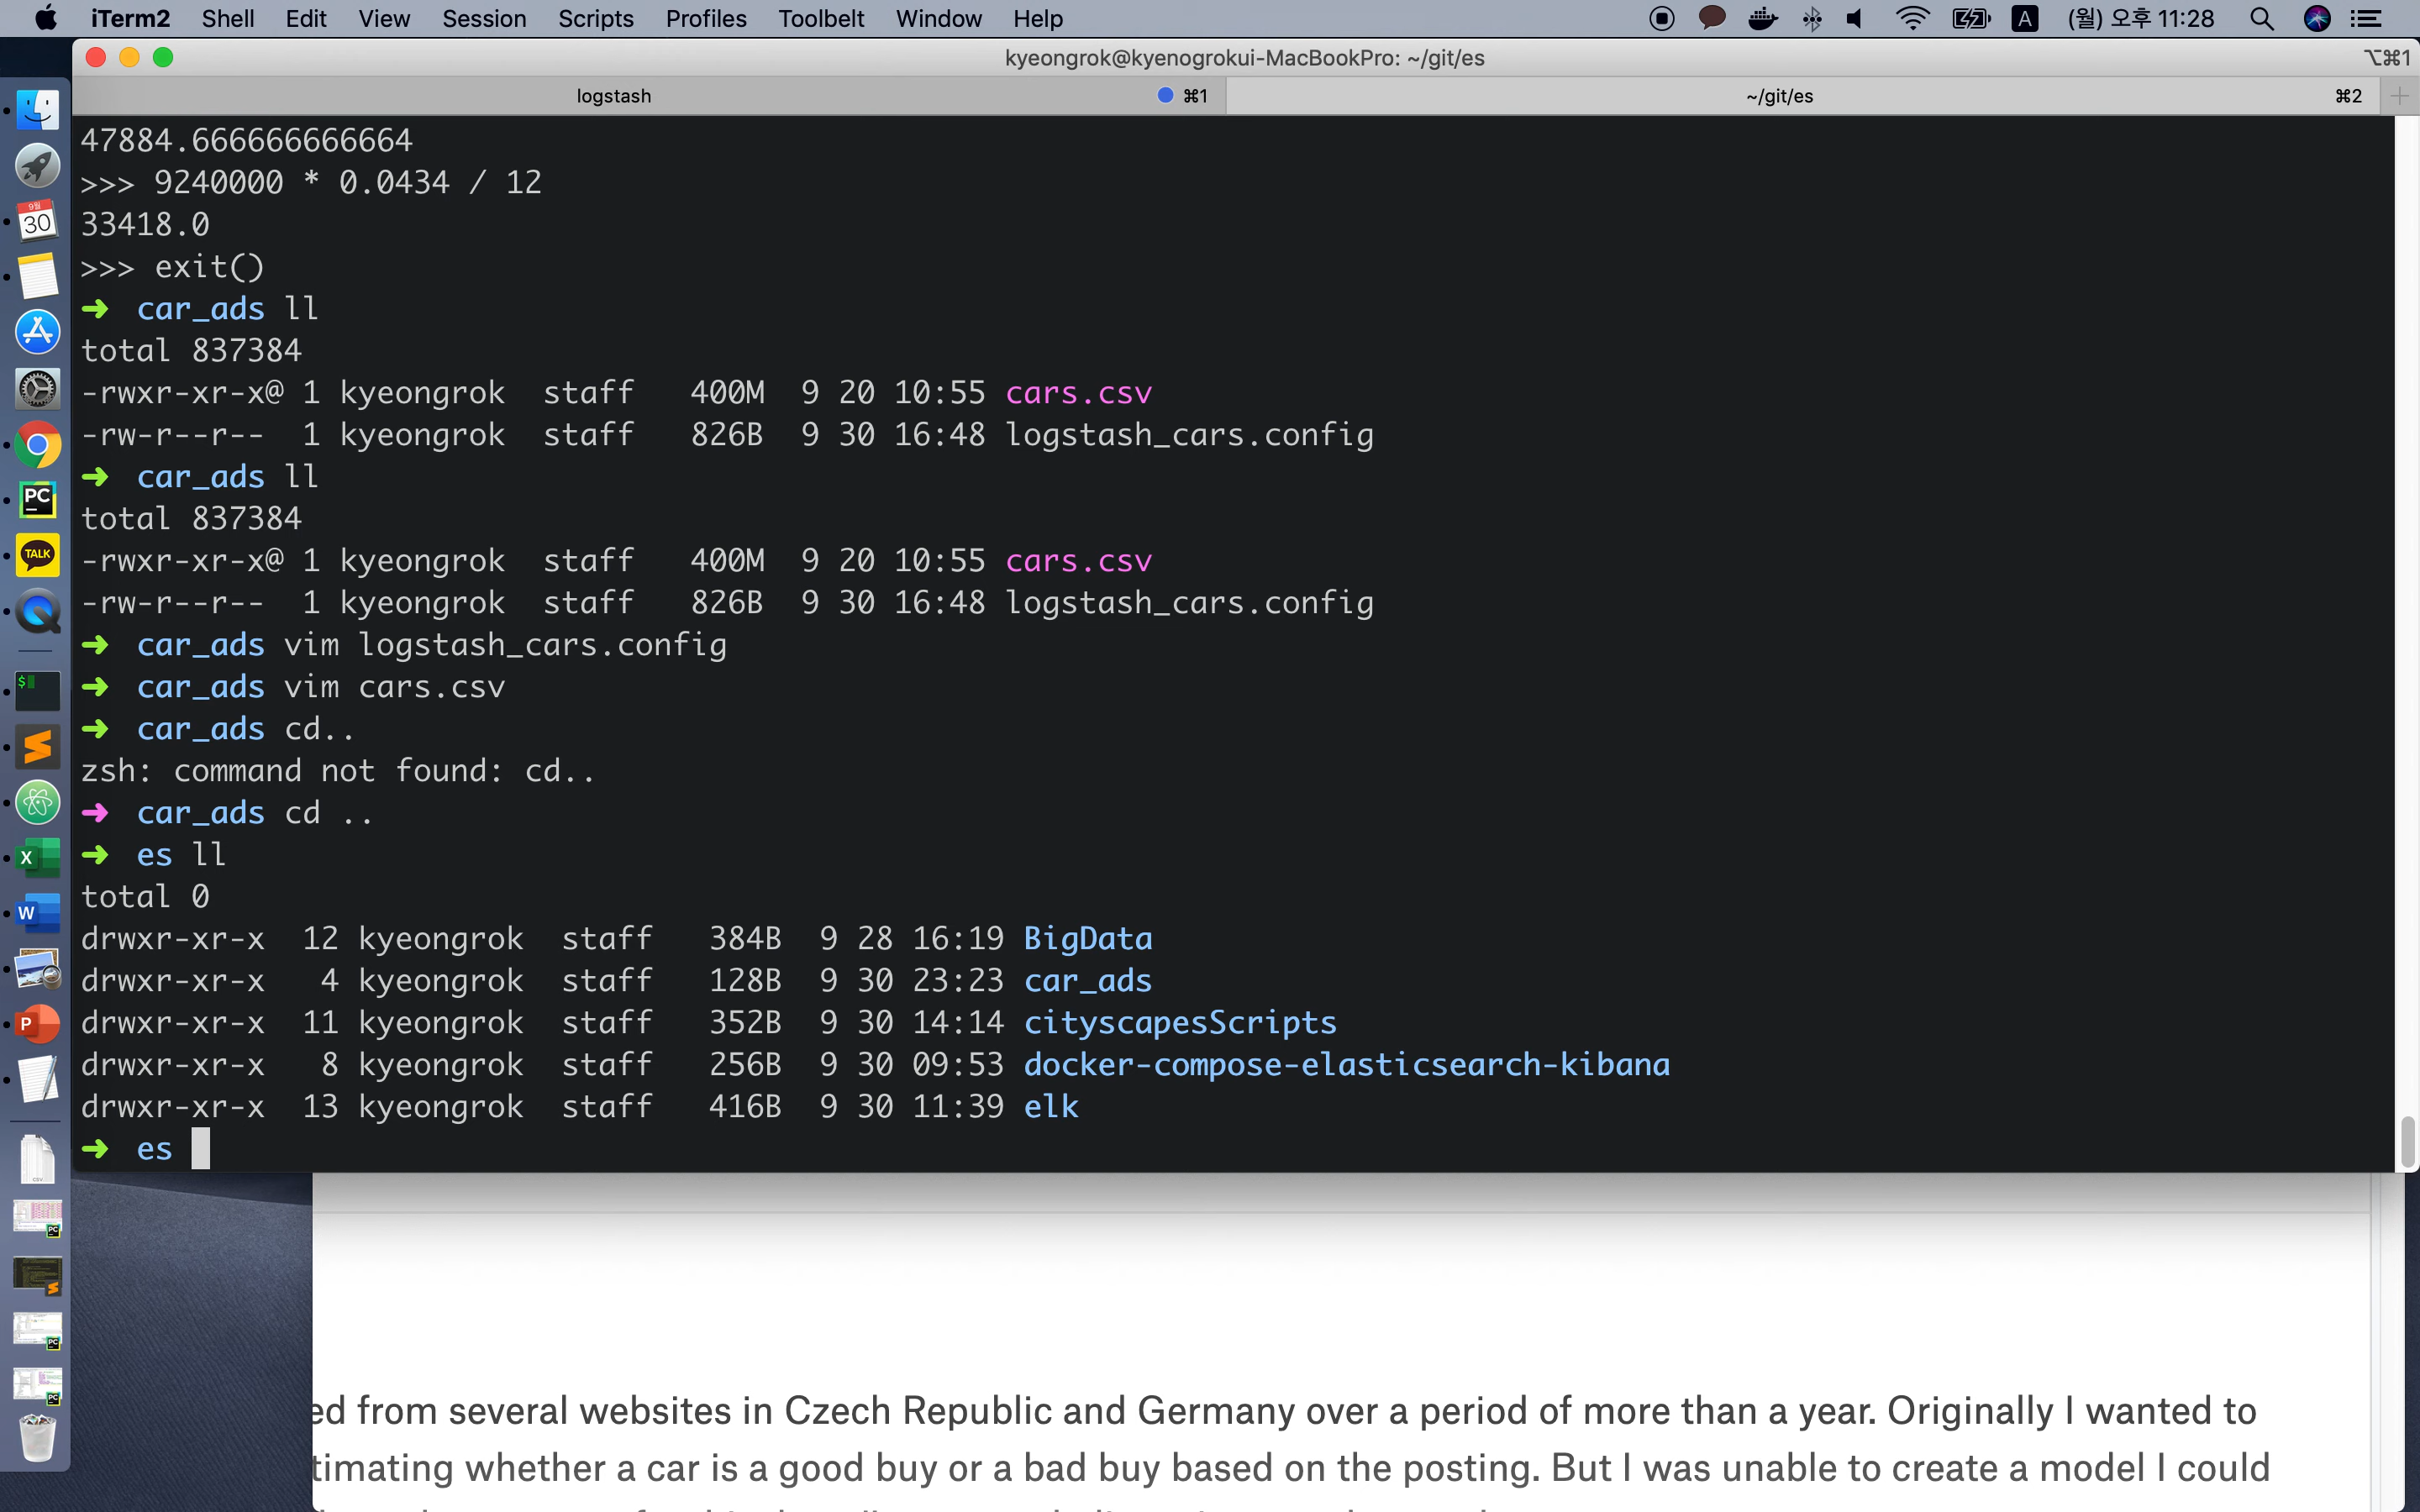 iTerm2 Shell Edit View Session Scripts Profiles Toolbelt Window Help A (월) 오후 11:28
kyeongrok@kyenogrokui-MacBookPro: ~/git/es ⌥⌘1
logstash ⌘1 ~/git/es ⌘2
47884.666666666664
>>> 9240000 * 0.0434 / 12
33418.0
>>> exit()
➜ car_ads ll
total 837384
-rwxr-xr-x@ 1 kyeongrok staff 400M 9 20 10:55 cars.csv
-rw-r--r-- 1 kyeongrok staff 826B 9 30 16:48 logstash_cars.config
➜ car_ads ll
total 837384
-rwxr-xr-x@ 1 kyeongrok staff 400M 9 20 10:55 cars.csv
-rw-r--r-- 1 kyeongrok staff 826B 9 30 16:48 logstash_cars.config
➜ car_ads vim logstash_cars.config
➜ car_ads vim cars.csv
➜ car_ads cd..
zsh: command not found: cd..
➜ car_ads cd ..
➜ es ll
total 0
drwxr-xr-x 12 kyeongrok staff 384B 9 28 16:19 BigData
drwxr-xr-x 4 kyeongrok staff 128B 9 30 23:23 car_ads
drwxr-xr-x 11 kyeongrok staff 352B 9 30 14:14 cityscapesScripts
drwxr-xr-x 8 kyeongrok staff 256B 9 30 09:53 docker-compose-elasticsearch-kibana
drwxr-xr-x 13 kyeongrok staff 416B 9 30 11:39 elk
➜ es
9월
30
PC
TALK
$
X
W
P
ed from several websites in Czech Republic and Germany over a period of more than a year. Originally I wanted to
timating whether a car is a good buy or a bad buy based on the posting. But I was unable to create a model I could